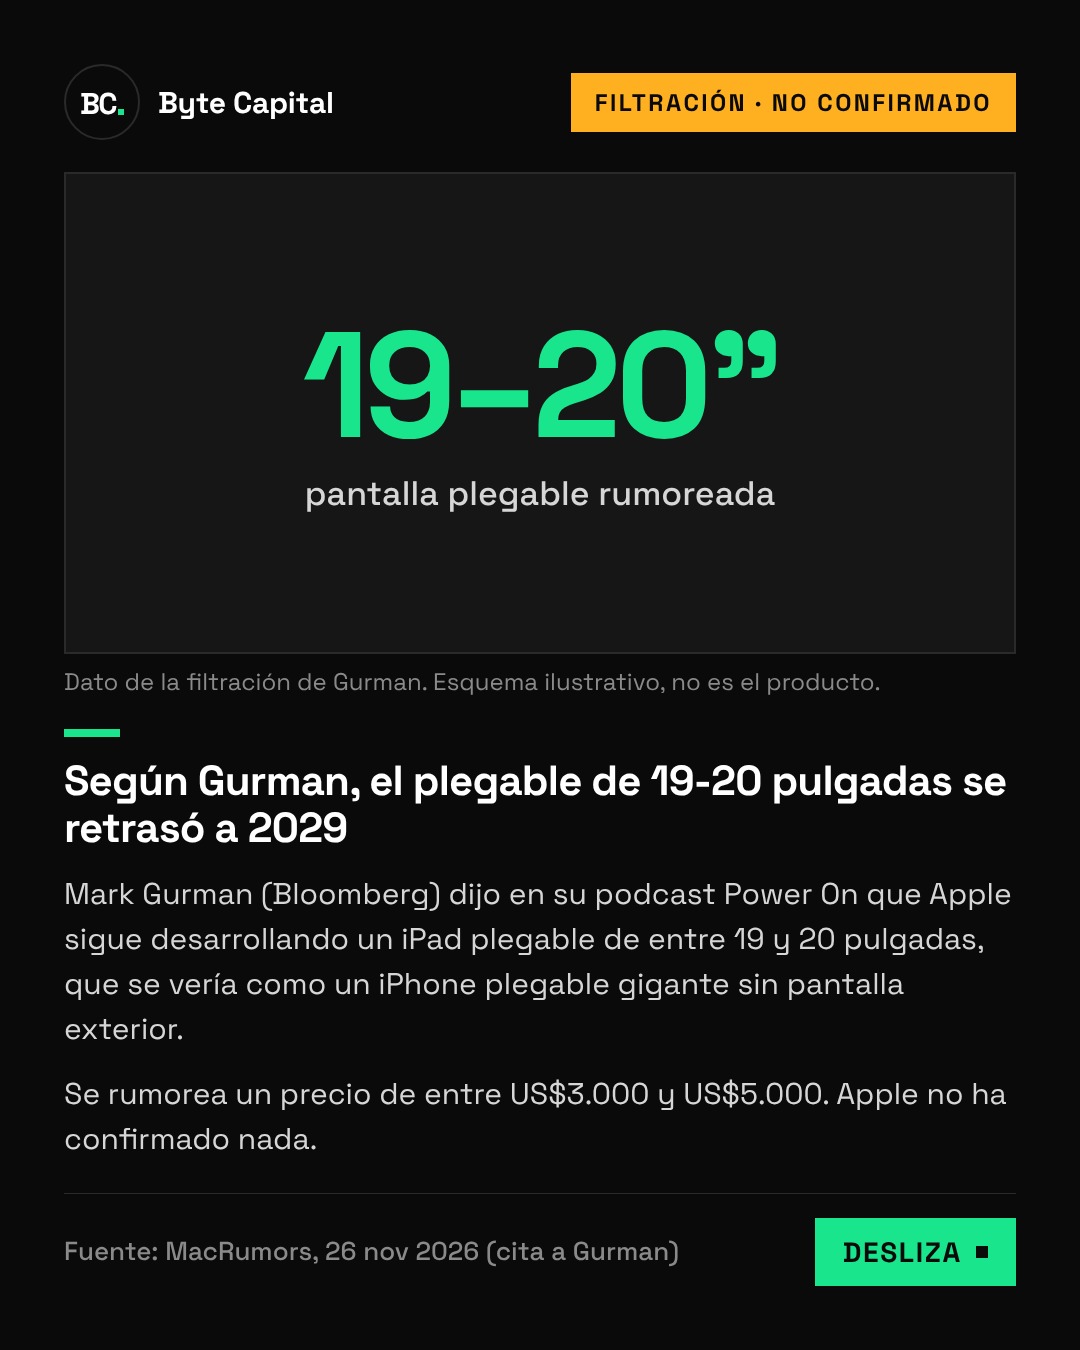 BC.
Byte Capital
FILTRACIÓN · NO CONFIRMADO
19–20”
pantalla plegable rumoreada
Dato de la filtración de Gurman. Esquema ilustrativo, no es el producto.
Según Gurman, el plegable de 19-20 pulgadas se
retrasó a 2029
Mark Gurman (Bloomberg) dijo en su podcast Power On que Apple
sigue desarrollando un iPad plegable de entre 19 y 20 pulgadas,
que se vería como un iPhone plegable gigante sin pantalla
exterior.
Se rumorea un precio de entre US$3.000 y US$5.000. Apple no ha
confirmado nada.
Fuente: MacRumors, 26 nov 2026 (cita a Gurman)
DESLIZA